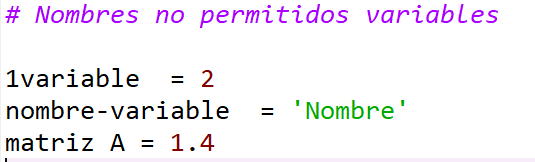 # Nombres no permitidos variables
1variable = 2
nombre-variable = 'Nombre'
matriz A = 1.4